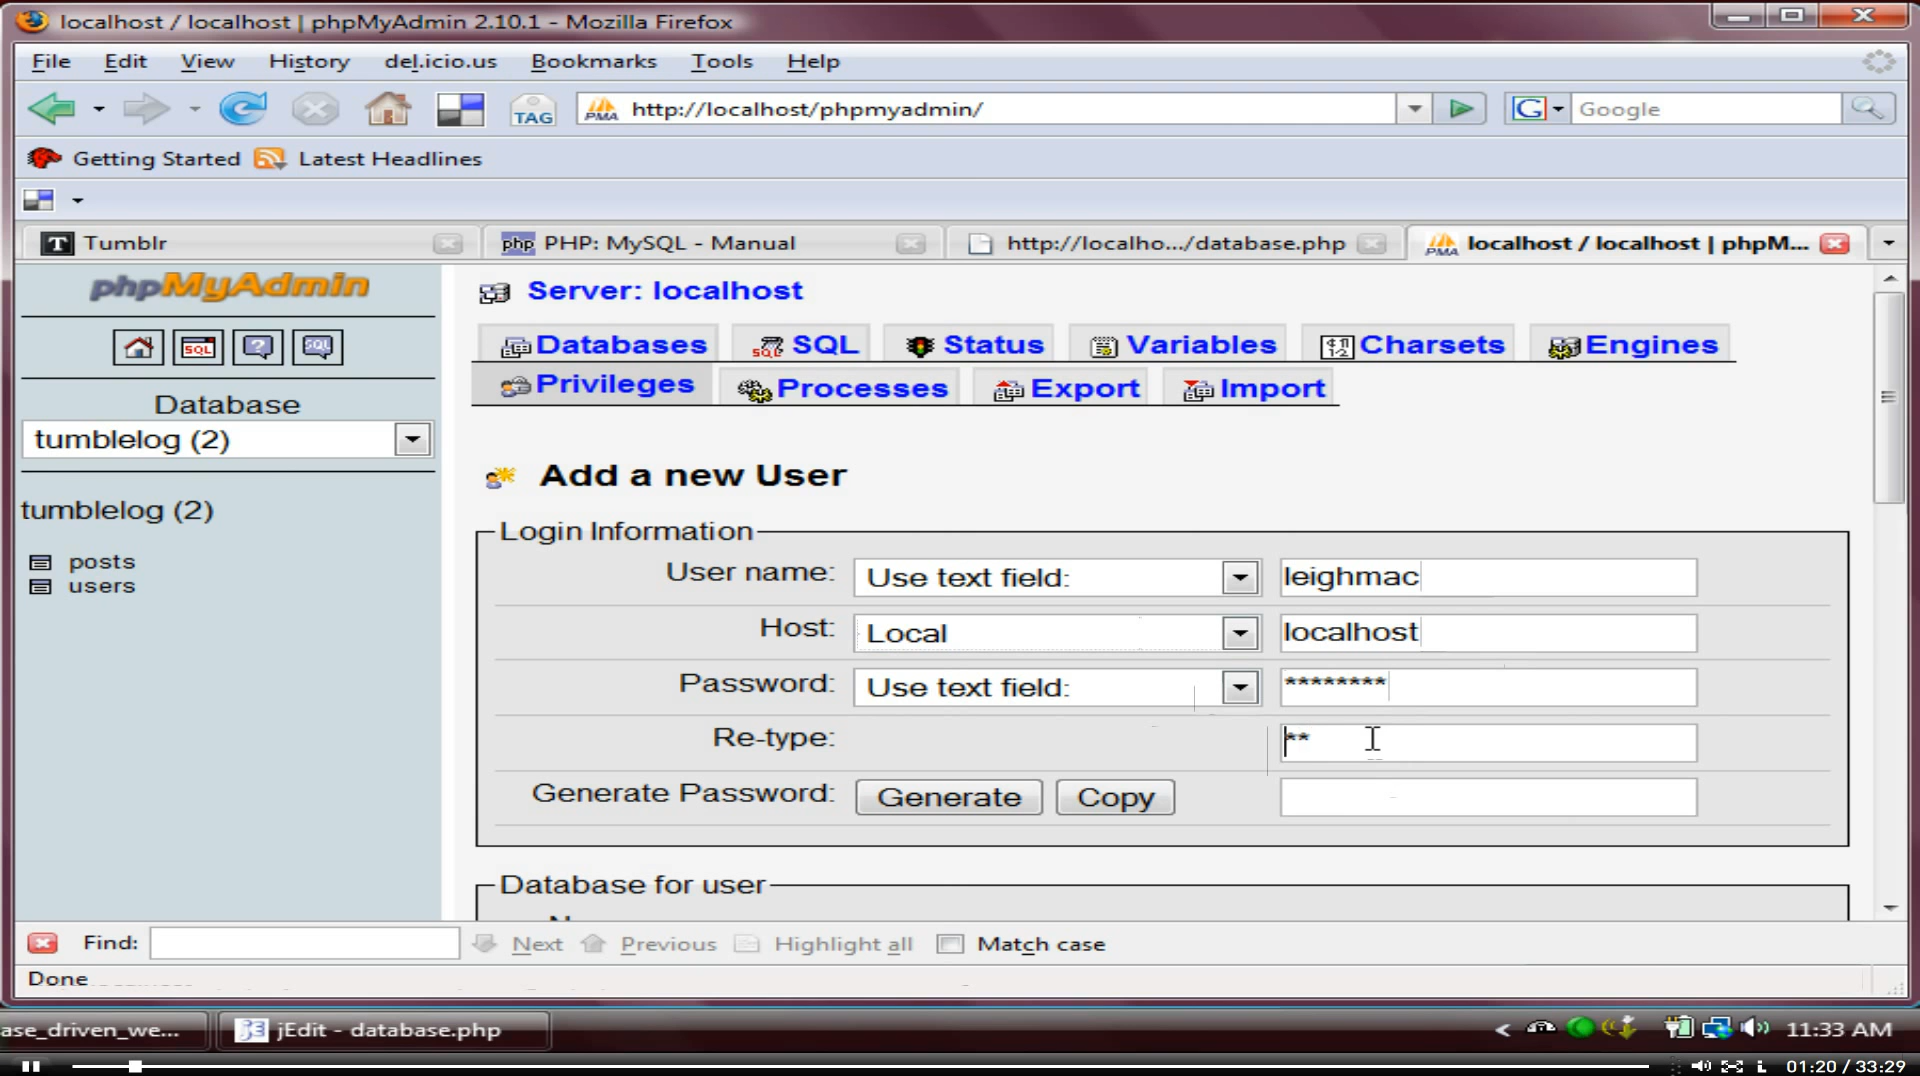 localhost / localhost | phpMyAdmin 2.10.1 - Mozilla Firefox
File Edit View History del.icio.us Bookmarks Tools Help
TAG PMA http://localhost/phpmyadmin/ G Google
Getting Started Latest Headlines
T Tumblr php PHP: MySQL - Manual http://localho.../database.php PMA localhost / localhost | phpM...
phpMyAdmin
SQL ? SQL
Database
tumblelog (2)
tumblelog (2)
posts
users
Server: localhost
Databases SQL Status Variables Charsets Engines
Privileges Processes Export Import
Add a new User
Login Information
User name: Use text field: leighmac
Host: Local localhost
Password: Use text field: ********
Re-type: **
Generate Password: Generate Copy
Database for user
Find: Next Previous Highlight all Match case
Done
ase_driven_we... jEdit - database.php < 11:33 AM
01:20 / 33:29